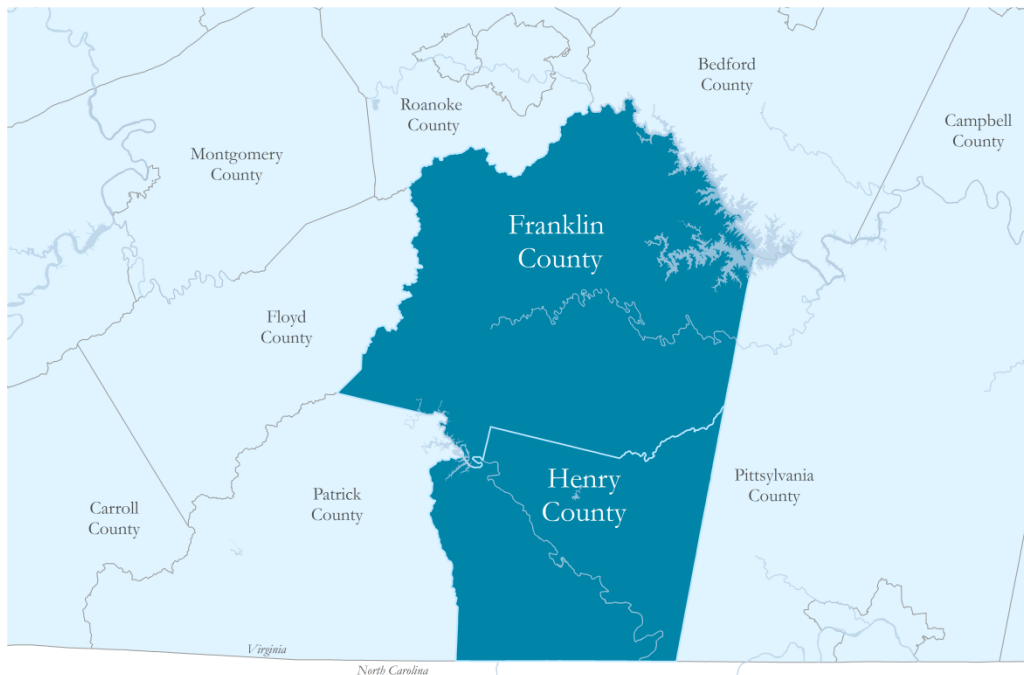 Bedford
County
Roanoke
County
Campbell
County
Montgomery
County
Franklin
County
Floyd
County
Henry
County
Pittsylvania
County
Patrick
County
Carroll
County
Virginia
North Carolina